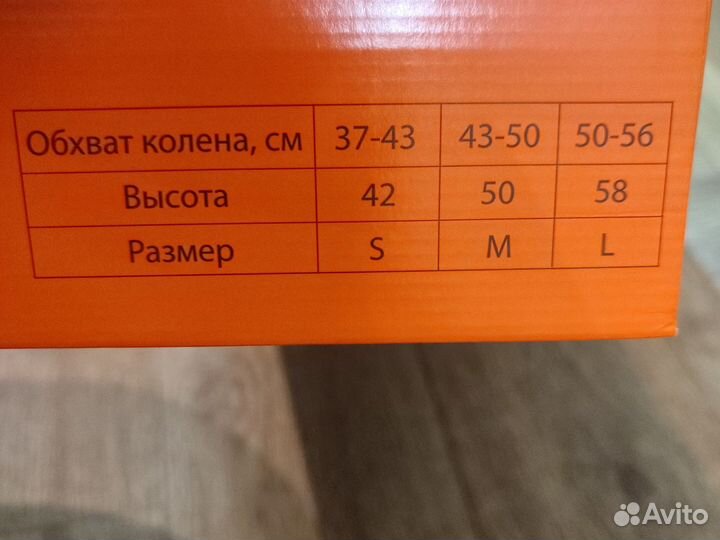 Обхват колена, см 37-43 43-50 50-56
Высота 42 50 58
Размер S M L
Avito